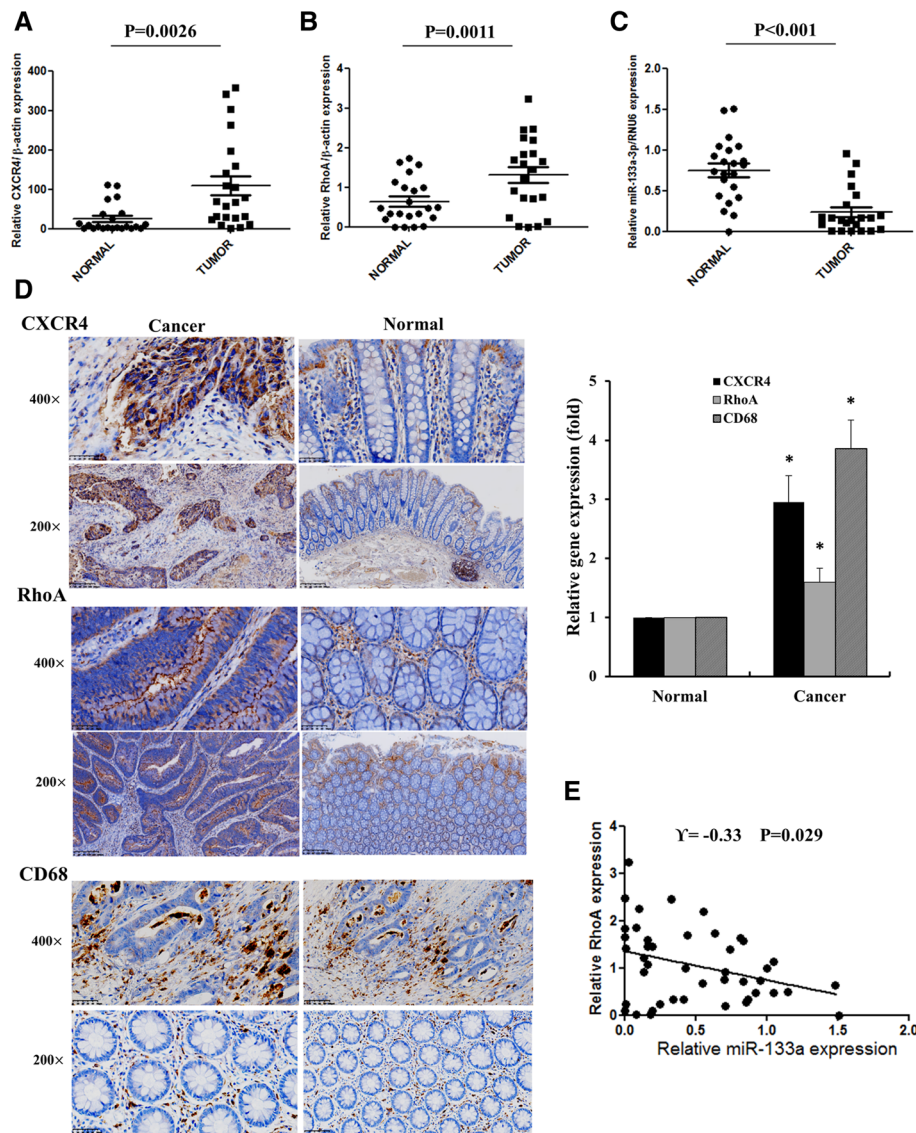 A
P=0.0026
Relative CXCR4/β-actin expression
400
300
200
100
0
NORMAL
TUMOR
B
P=0.0011
Relative RhoA/β-actin expression
4
3
2
1
0
NORMAL
TUMOR
C
P<0.001
Relative miR-133a-3p/RNU6 expression
2.0
1.5
1.0
0.5
0.0
NORMAL
TUMOR
D
CXCR4
Cancer
Normal
400×
200×
RhoA
400×
200×
CD68
400×
200×
CXCR4
RhoA
CD68
Relative gene expression (fold)
5
4
3
2
1
0
*
*
*
Normal
Cancer
E
ϒ= -0.33 P=0.029
Relative RhoA expression
4
3
2
1
0
0.0 0.5 1.0 1.5 2.0
Relative miR-133a expression